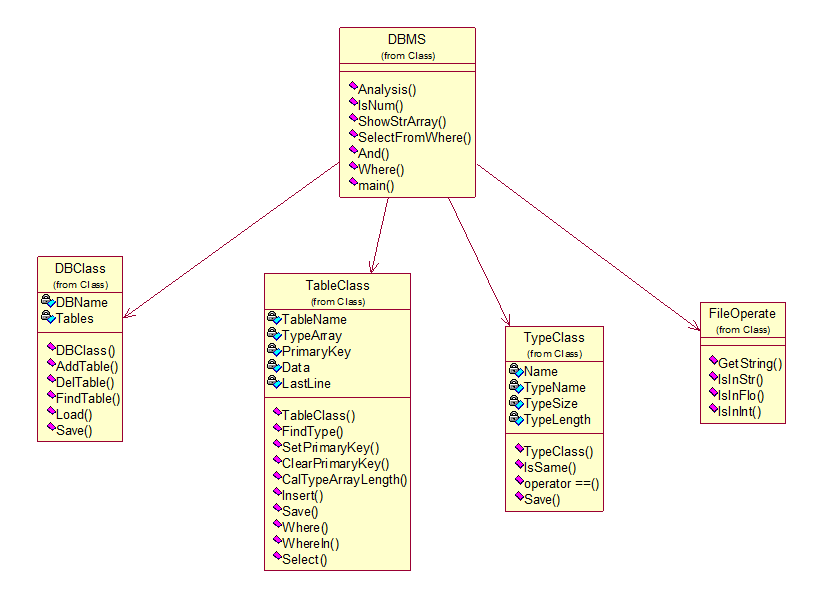 DBMS
(from Class)
Analysis()
IsNum()
ShowStrArray()
SelectFromWhere()
And()
Where()
main()
DBClass
(from Class)
DBName
Tables
DBClass()
AddTable()
DelTable()
FindTable()
Load()
Save()
TableClass
(from Class)
TableName
TypeArray
PrimaryKey
Data
LastLine
TableClass()
FindType()
SetPrimaryKey()
ClearPrimaryKey()
CalTypeArrayLength()
Insert()
Save()
Where()
WhereIn()
Select()
TypeClass
(from Class)
Name
TypeName
TypeSize
TypeLength
TypeClass()
IsSame()
operator ==()
Save()
FileOperate
(from Class)
GetString()
IsInStr()
IsInFlo()
IsInInt()